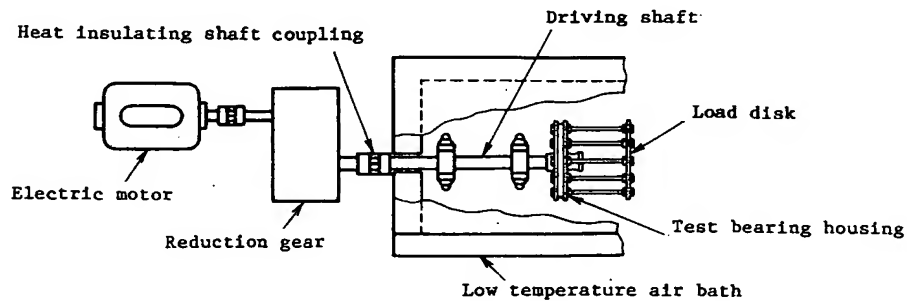 Driving shaft
Heat insulating shaft coupling
Load disk
Electric motor
Test bearing housing
Reduction gear
Low temperature air bath